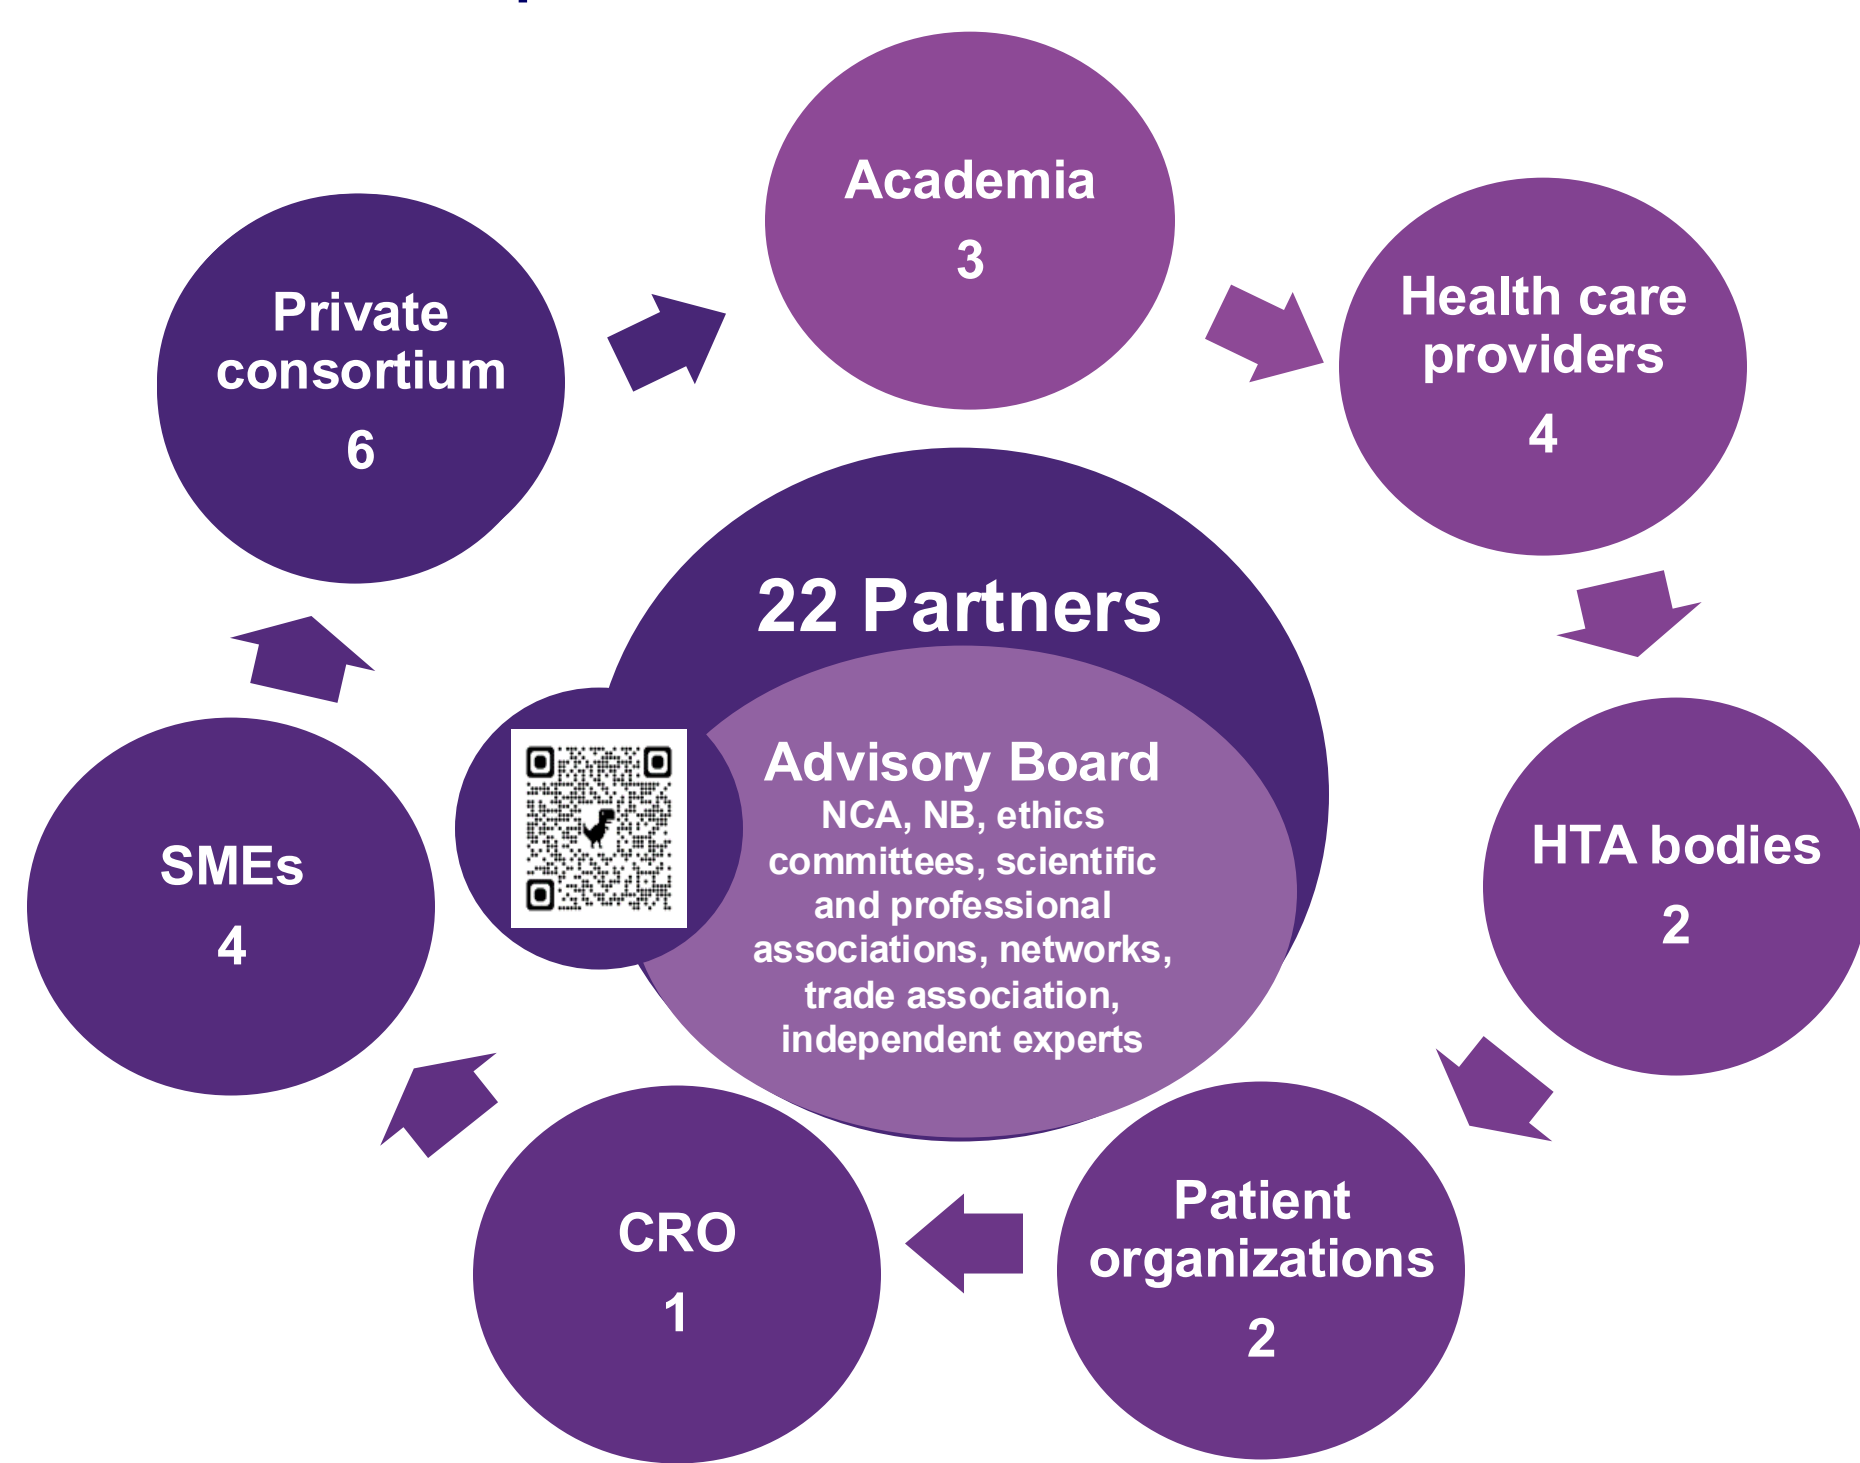 Academia
3
Health care
providers
4
HTA bodies
2
Patient
organizations
2
CRO
1
SMEs
4
Private
consortium
6
22 Partners
Advisory Board
NCA, NB, ethics
committees, scientific
and professional
associations, networks,
trade association,
independent experts